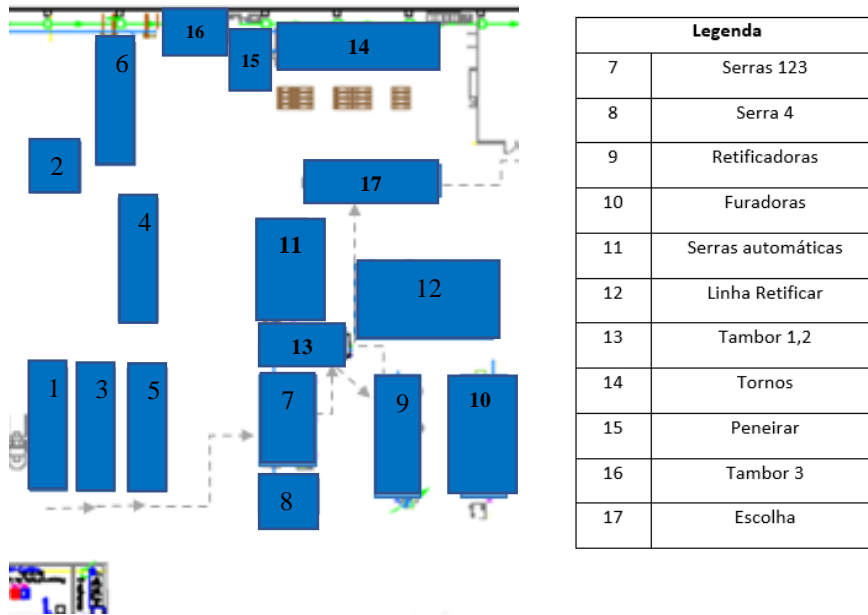 16
15
14
6
2
17
4
11
12
13
1
3
5
7
9
10
8
Legenda
7 Serras 123
8 Serra 4
9 Retificadoras
10 Furadoras
11 Serras automáticas
12 Linha Retificar
13 Tambor 1,2
14 Tornos
15 Peneirar
16 Tambor 3
17 Escolha